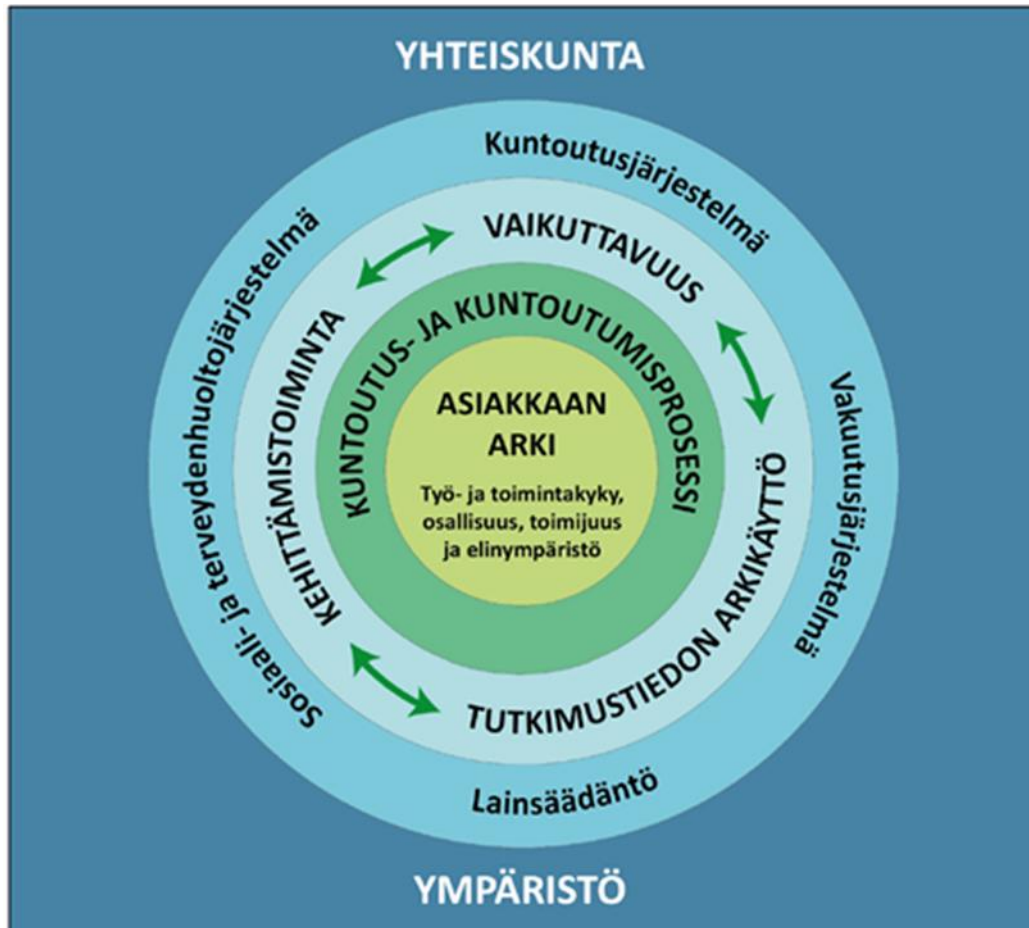 YHTEISKUNTA
Kuntoutusjärjestelmä
Sosiaali- ja terveydenhuoltojärjestelmä
Vakuutusjärjestelmä
Lainsäädäntö
VAIKUTTAVUUS
KEHITTÄMISTOIMINTA
TUTKIMUSTIEDON ARKIKÄYTTÖ
KUNTOUTUS- JA KUNTOUTUMISPROSESSI
ASIAKKAAN
ARKI
Työ- ja toimintakyky,
osallisuus, toimijuus
ja elinympäristö
YMPÄRISTÖ